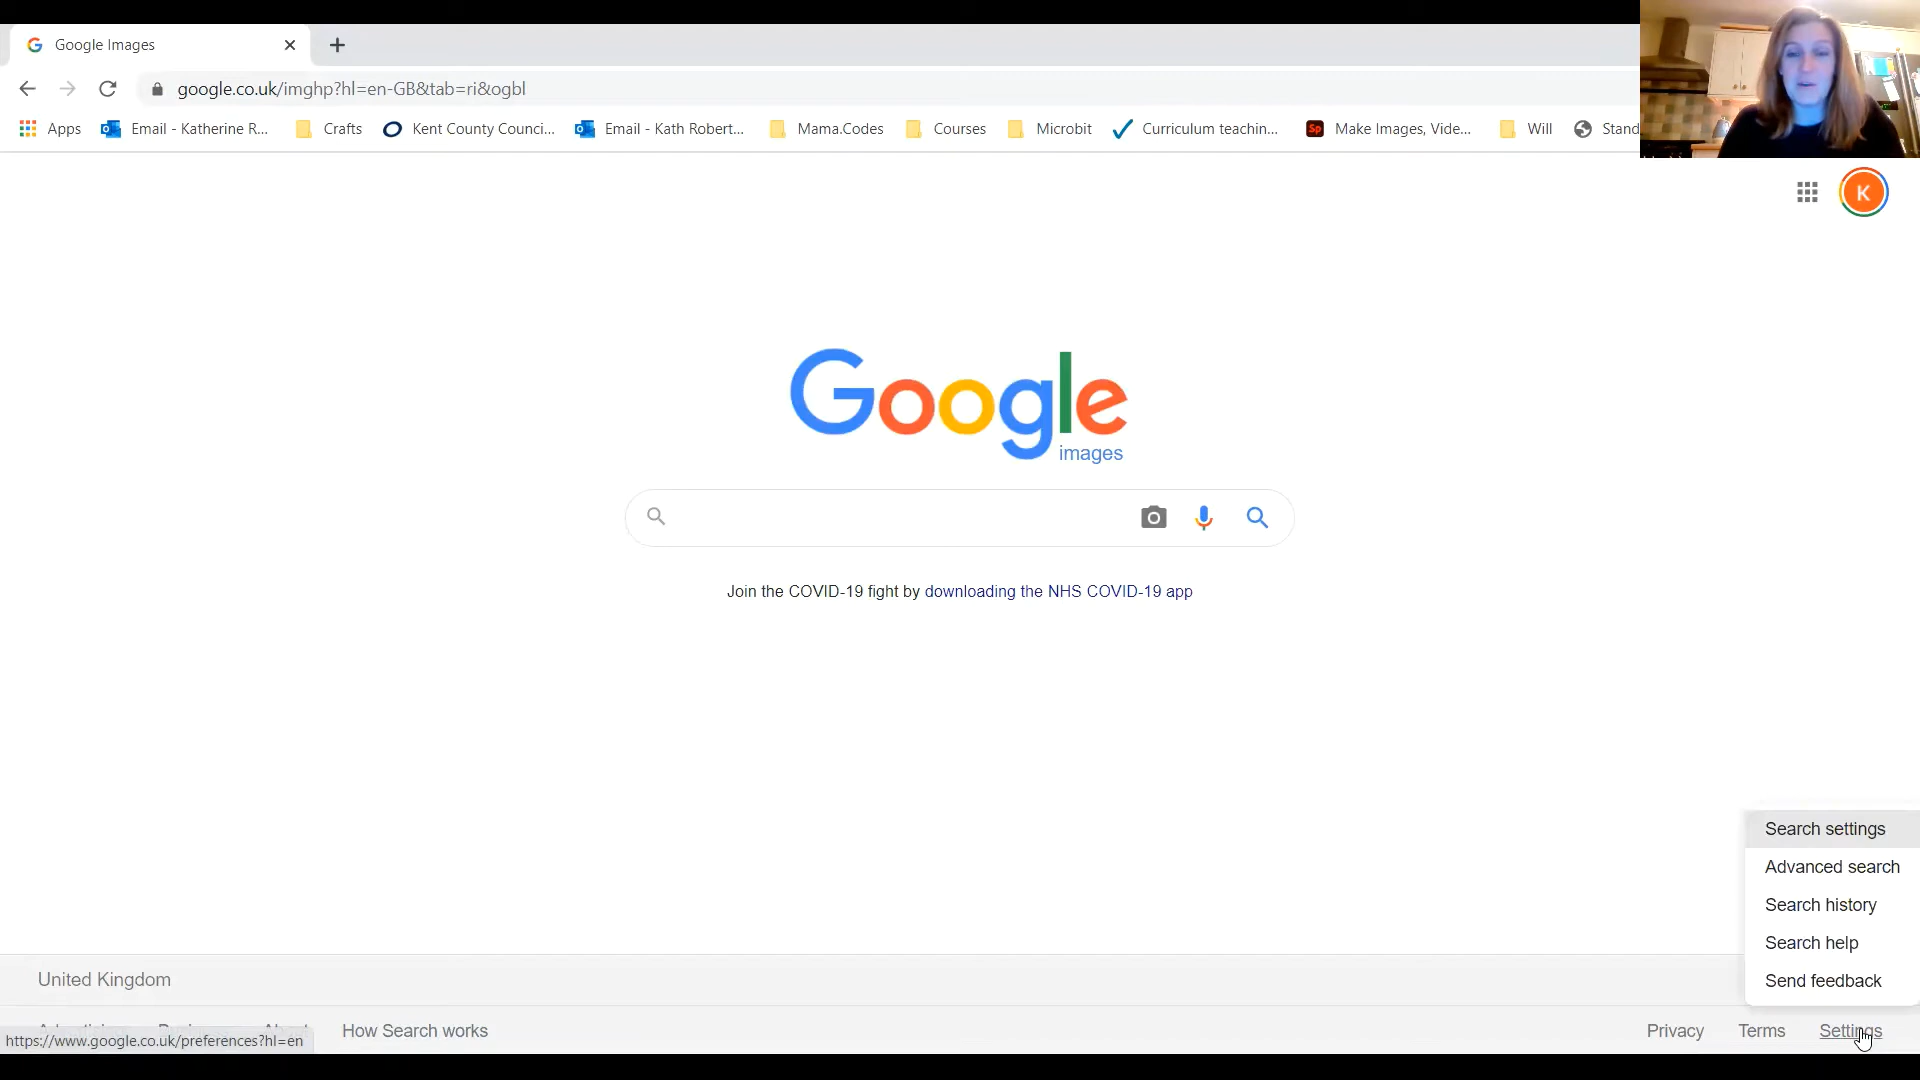 Google Images
google.co.uk/imghp?hl=en-GB&tab=ri&ogbl
Apps Email - Katherine R... Crafts Kent County Counci... Email - Kath Robert... Mama.Codes Courses Microbit Curriculum teachin... Sp Make Images, Vide... Will Stand
K
Google
images
Join the COVID-19 fight by downloading the NHS COVID-19 app
Search settings
Advanced search
Search history
Search help
Send feedback
United Kingdom
How Search works Privacy Terms Settings
https://www.google.co.uk/preferences?hl=en